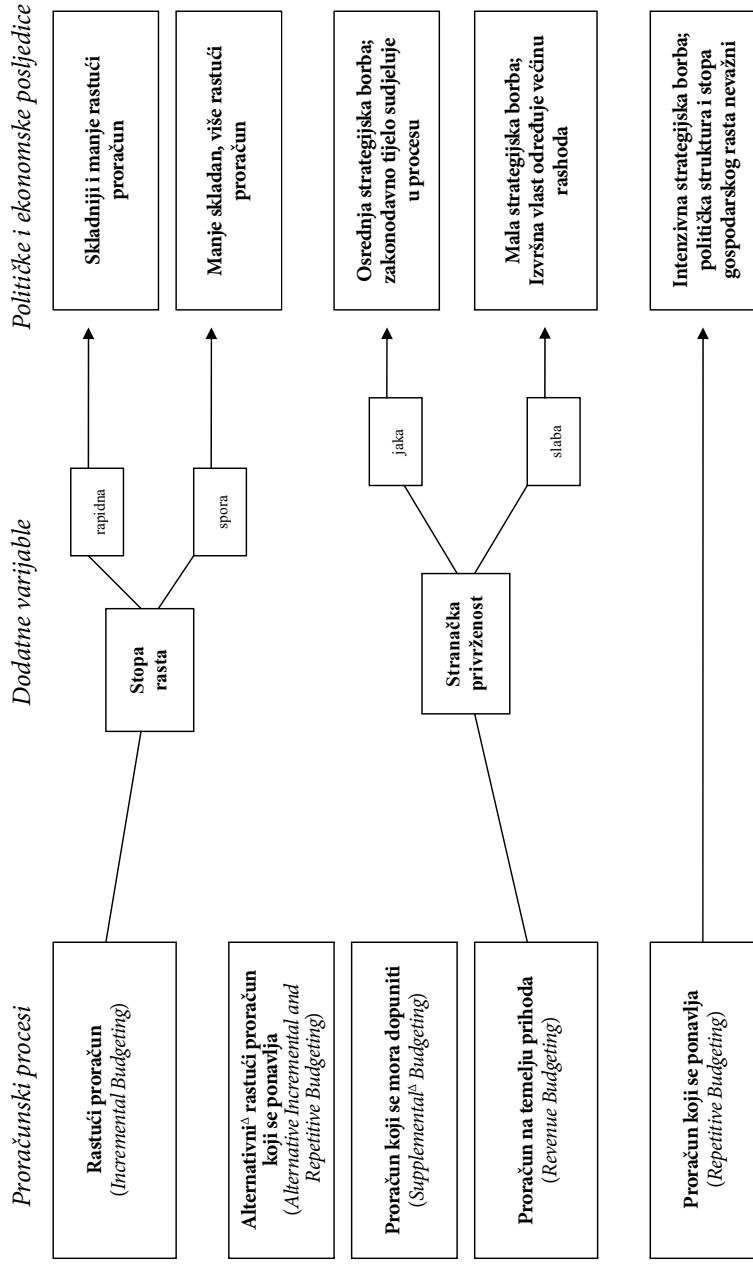 Proračunski procesi
Dodatne varijable
Političke i ekonomske posljedice
Rastući proračun
(Incremental Budgeting)
Stopa
rasta
rapidna
spora
Skladniji i manje rastući
proračun
Manje skladan, više rastući
proračun
Alternativni∆ rastući proračun
koji se ponavlja
(Alternative Incremental and
Repetitive Budgeting)
Proračun koji se mora dopuniti
(Supplemental∆ Budgeting)
Proračun na temelju prihoda
(Revenue Budgeting)
Stranačka
privrženost
jaka
slaba
Osrednja strategijska borba;
zakonodavno tijelo sudjeluje
u procesu
Mala strategijska borba;
Izvršna vlast određuje većinu
rashoda
Proračun koji se ponavlja
(Repetitive Budgeting)
Intenzivna strategijska borba;
politička struktura i stopa
gospodarskog rasta nevažni